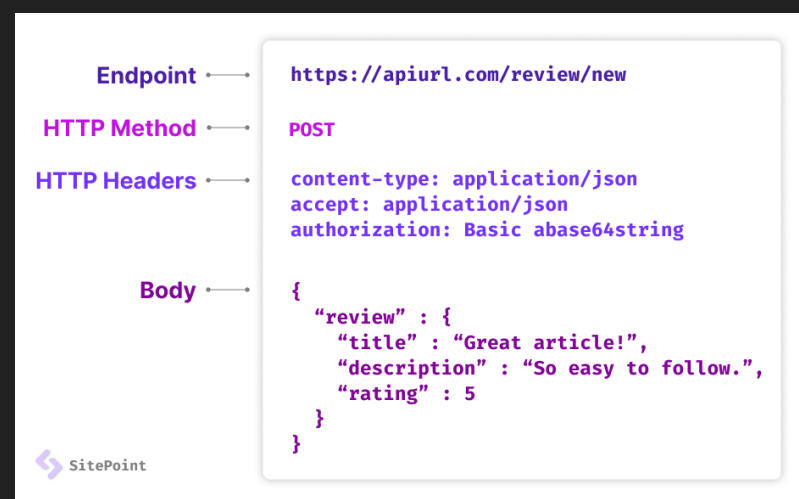 Endpoint
https://apiurl.com/review/new
HTTP Method
POST
HTTP Headers
content-type: application/json
accept: application/json
authorization: Basic abase64string
Body
{
“review” : {
“title” : “Great article!”,
“description” : “So easy to follow.”,
“rating” : 5
}
}
SitePoint